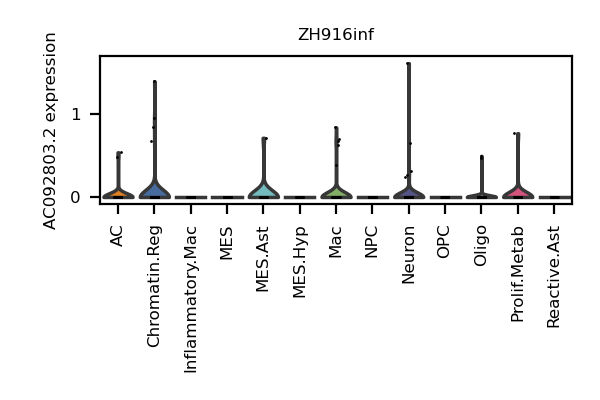 ZH916inf
AC092803.2 expression
1
0
AC
Chromatin.Reg
Inflammatory.Mac
MES
MES.Ast
MES.Hyp
Mac
NPC
Neuron
OPC
Oligo
Prolif.Metab
Reactive.Ast